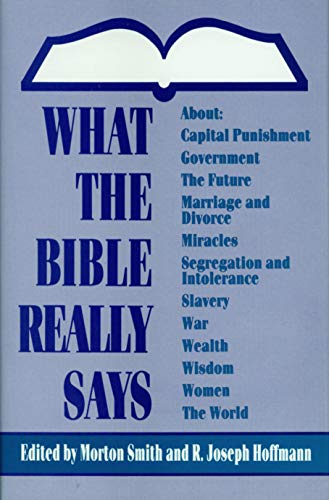 WHAT
THE
BIBLE
REALLY
SAYS
About:
Capital Punishment
Government
The Future
Marriage and
Divorce
Miracles
Segregation and
Intolerance
Slavery
War
Wealth
Wisdom
Women
The World
Edited by Morton Smith and R. Joseph Hoffmann